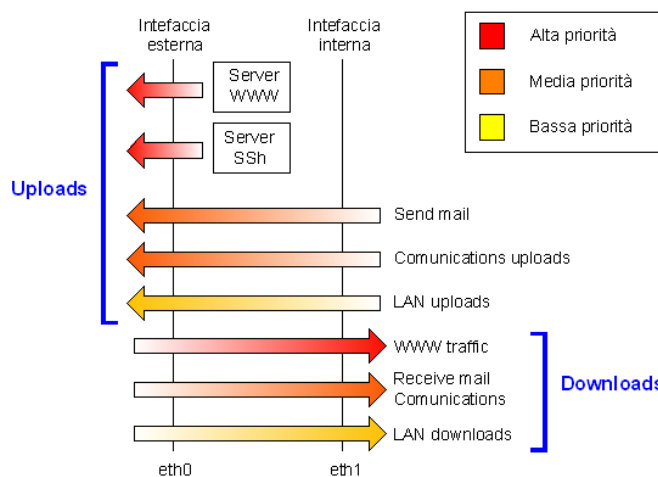 Intefaccia
esterna
Intefaccia
interna
Alta priorità
Media priorità
Bassa priorità
Server
WWW
Server
SSh
Uploads
Send mail
Comunications uploads
LAN uploads
WWW traffic
Receive mail
Comunications
Downloads
LAN downloads
eth0
eth1